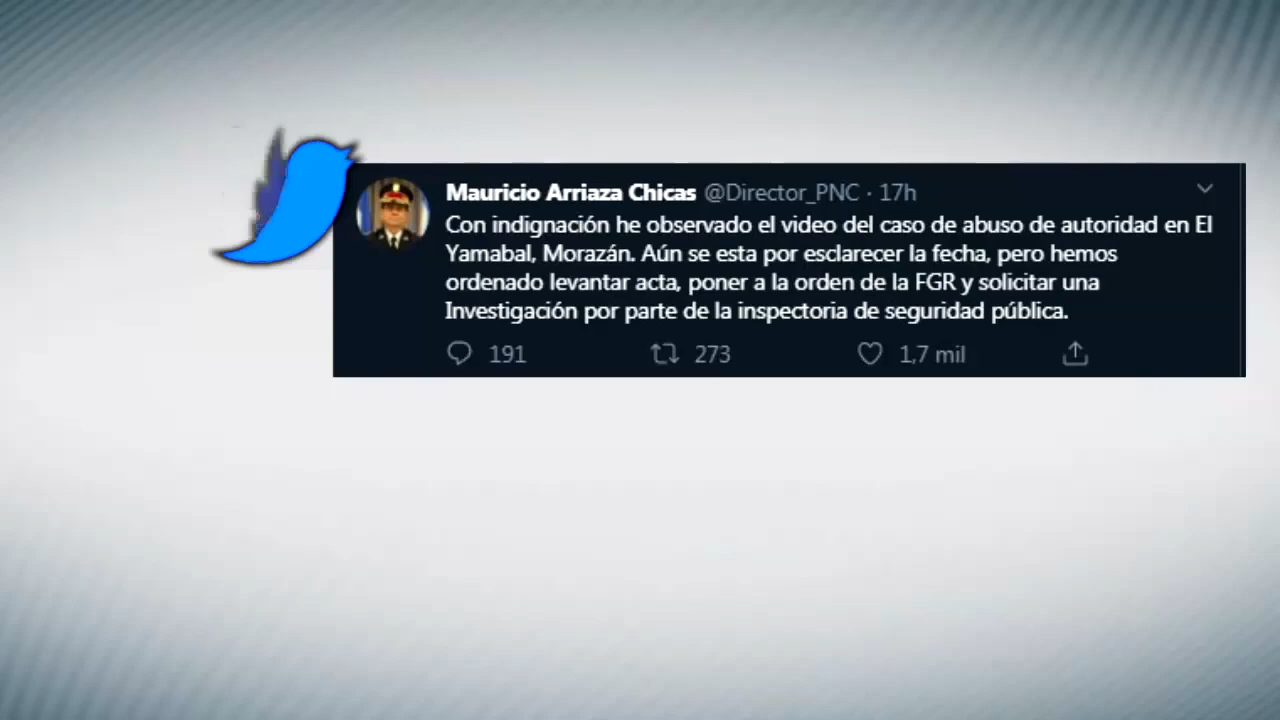 Mauricio Arriaza Chicas @Director_PNC · 17h
Con indignación he observado el video del caso de abuso de autoridad en El
Yamabal, Morazán. Aún se esta por esclarecer la fecha, pero hemos
ordenado levantar acta, poner a la orden de la FGR y solicitar una
Investigación por parte de la inspectoria de seguridad pública.
191 273 1,7 mil